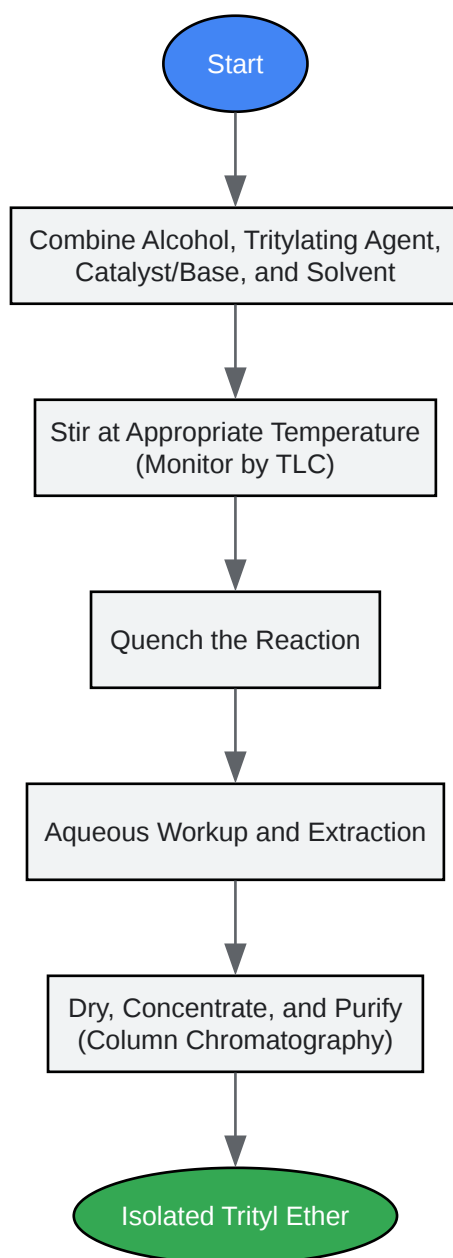 Start
Combine Alcohol, Tritylating Agent,
Catalyst/Base, and Solvent
Stir at Appropriate Temperature
(Monitor by TLC)
Quench the Reaction
Aqueous Workup and Extraction
Dry, Concentrate, and Purify
(Column Chromatography)
Isolated Trityl Ether